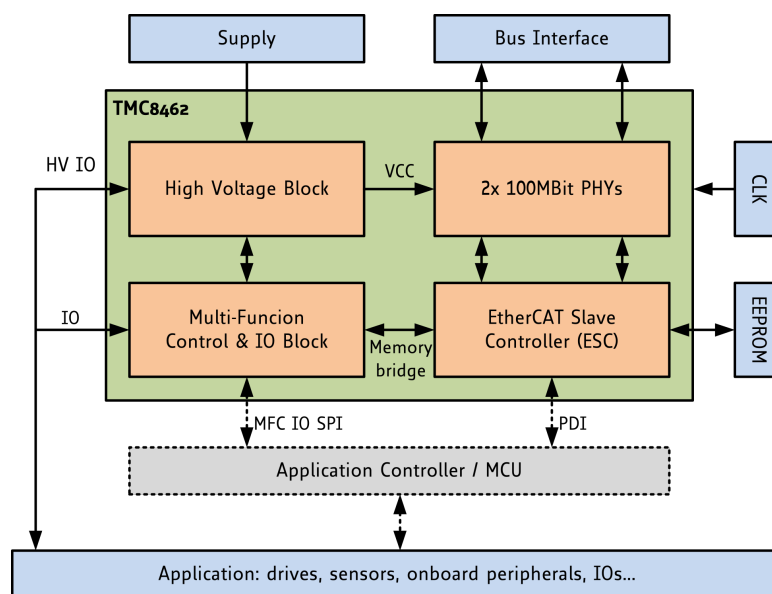 Supply
Bus Interface
TMC8462
HV IO
High Voltage Block
VCC
2x 100MBit PHYs
CLK
IO
Multi-Funcion
Control & IO Block
Memory
bridge
EtherCAT Slave
Controller (ESC)
EEPROM
MFC IO SPI
PDI
Application Controller / MCU
Application: drives, sensors, onboard peripherals, IOs...